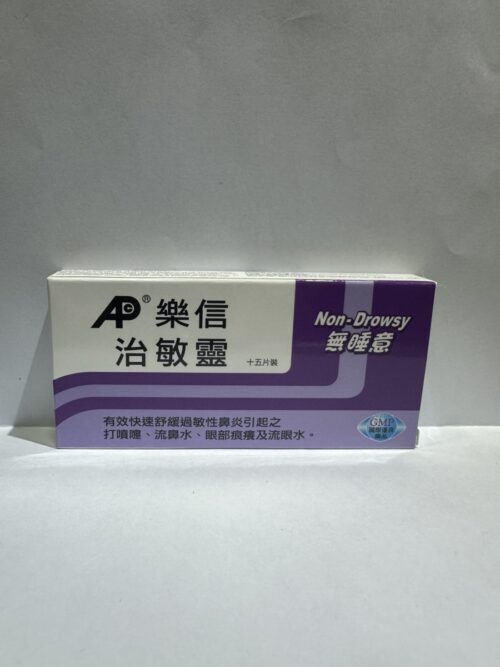 AP® 樂信
治敏靈
十五片裝
Non-Drowsy
無睡意
有效快速舒緩過敏性鼻炎引起之
打噴嚏、流鼻水、眼部痕癢及流眼水。
GMP